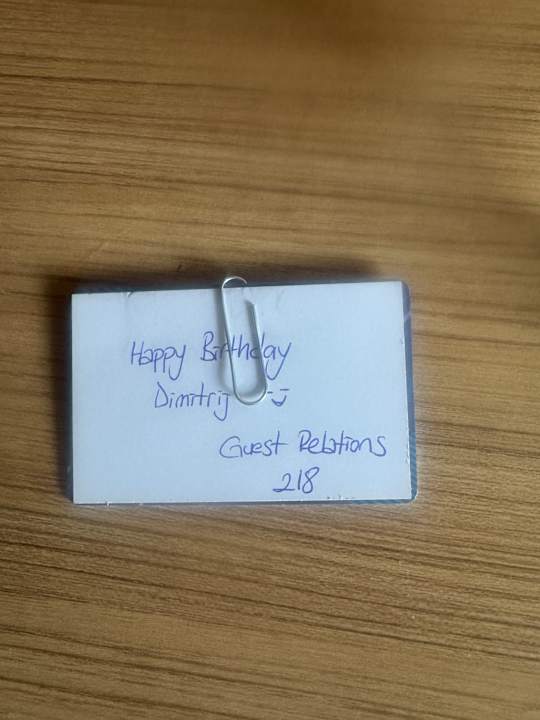 Happy Birthday
Dimitrij
Guest Relations
218